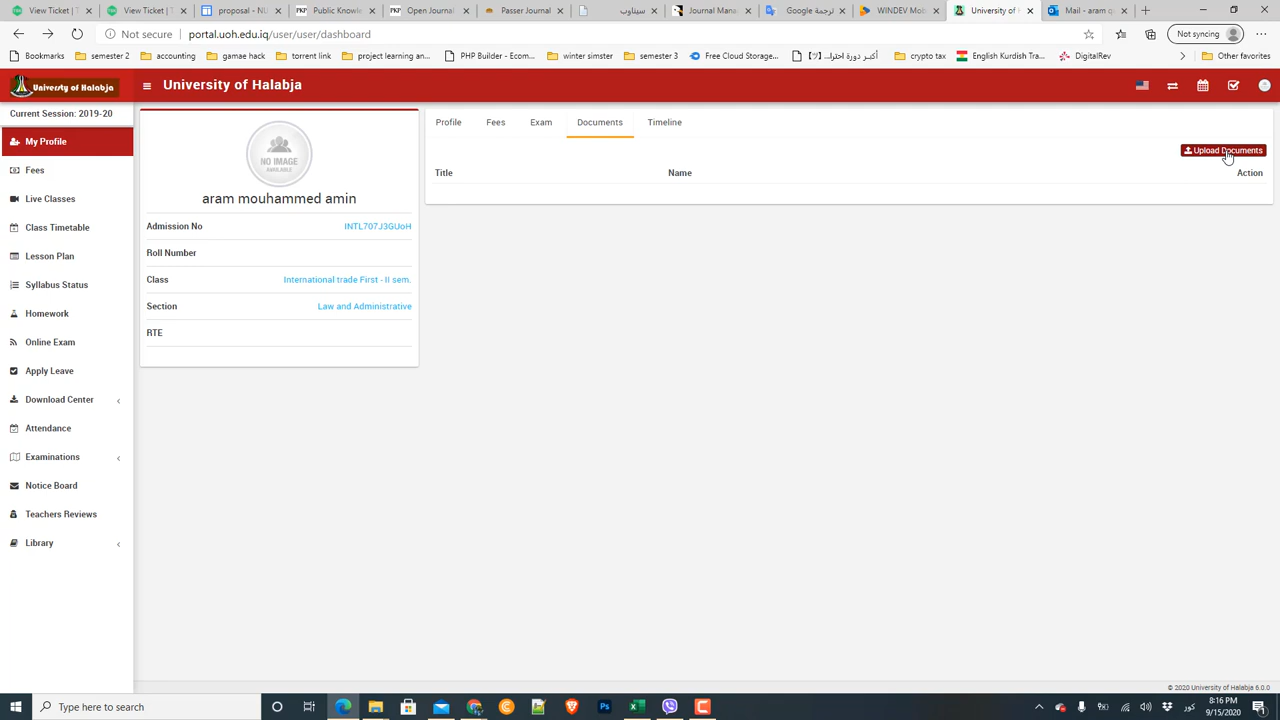 View Ticket
View Ticket
proposal - NU
Public Knowle
Open Journal
Passer Journal
سیتاوب
Journal Mana
Google ترجمة
WINDEV Mob
University of H
Mail - aram q
Not secure
portal.uoh.edu.iq/user/user/dashboard
Not syncing
Bookmarks
semester 2
accounting
gamae hack
torrent link
project learning an...
PHP Builder - Ecom...
winter simster
semester 3
Free Cloud Storage...
crypto tax
English Kurdish Tra...
DigitalRev
Other favorites
University of Halabja
University of Halabja
Current Session: 2019-20
My Profile
Fees
Live Classes
Class Timetable
Lesson Plan
Syllabus Status
Homework
Online Exam
Apply Leave
Download Center
Attendance
Examinations
Notice Board
Teachers Reviews
Library
NO IMAGE
AVAILABLE
aram mouhammed amin
Admission No INTL707J3GUoH
Roll Number
Class International trade First - II sem.
Section Law and Administrative
RTE
Profile Fees Exam Documents Timeline
Upload Documents
Title Name Action
© 2020 University of Halabja 6.0.0
Type here to search
8:16 PM
9/15/2020